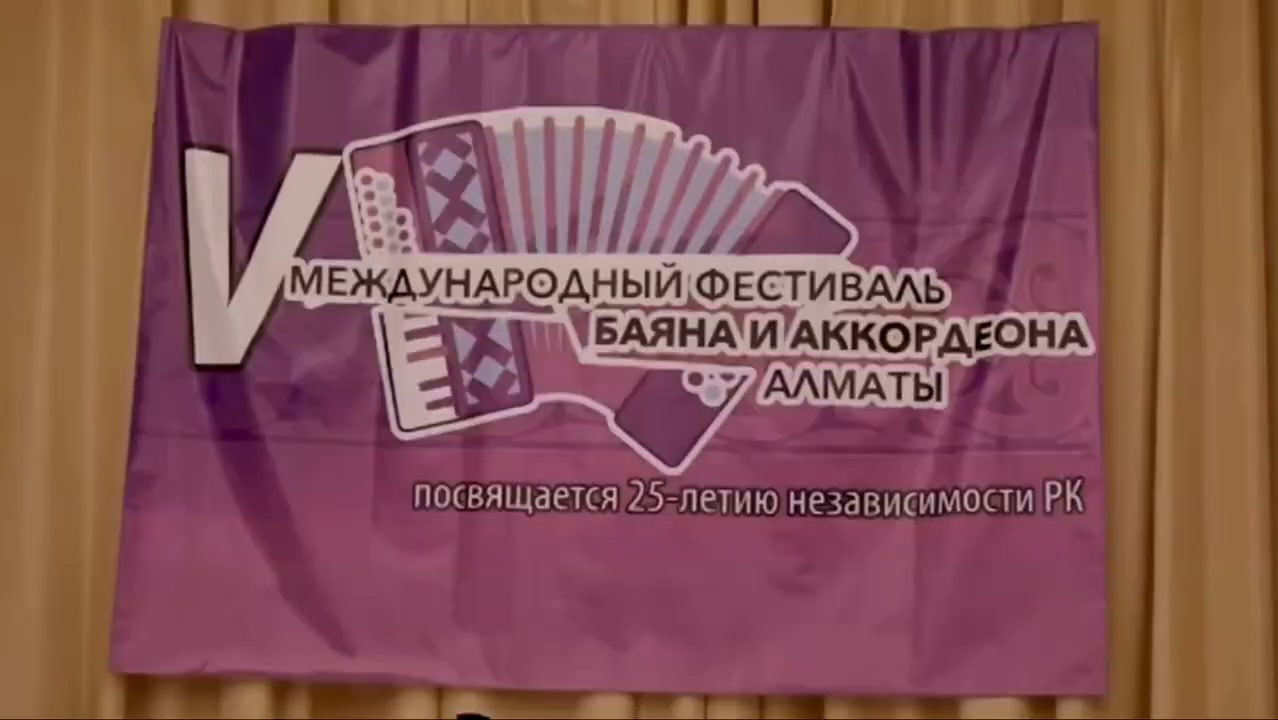 V
МЕЖДУНАРОДНЫЙ ФЕСТИВАЛЬ
БАЯНА И АККОРДЕОНА
АЛМАТЫ
посвящается 25-летию независимости РК